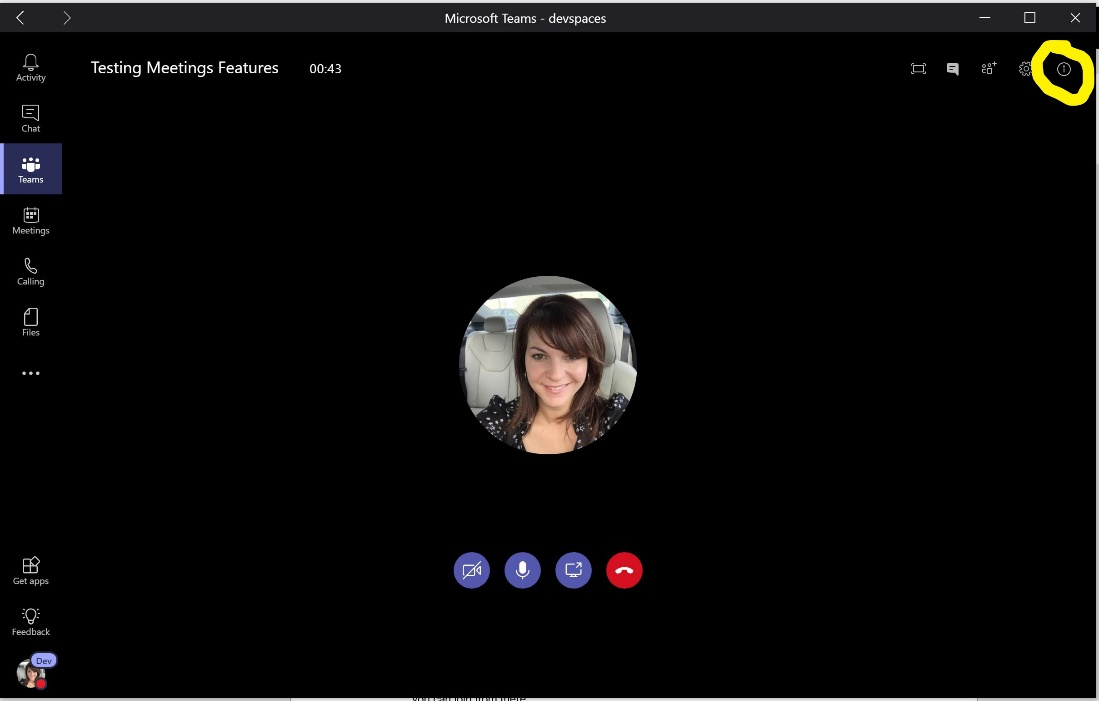 Microsoft Teams - devspaces
Testing Meetings Features 00:43
Activity
Chat
Teams
Meetings
Calling
Files
Get apps
Feedback
Dev